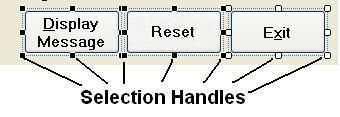 Display
Message
Reset
Exit
Selection Handles